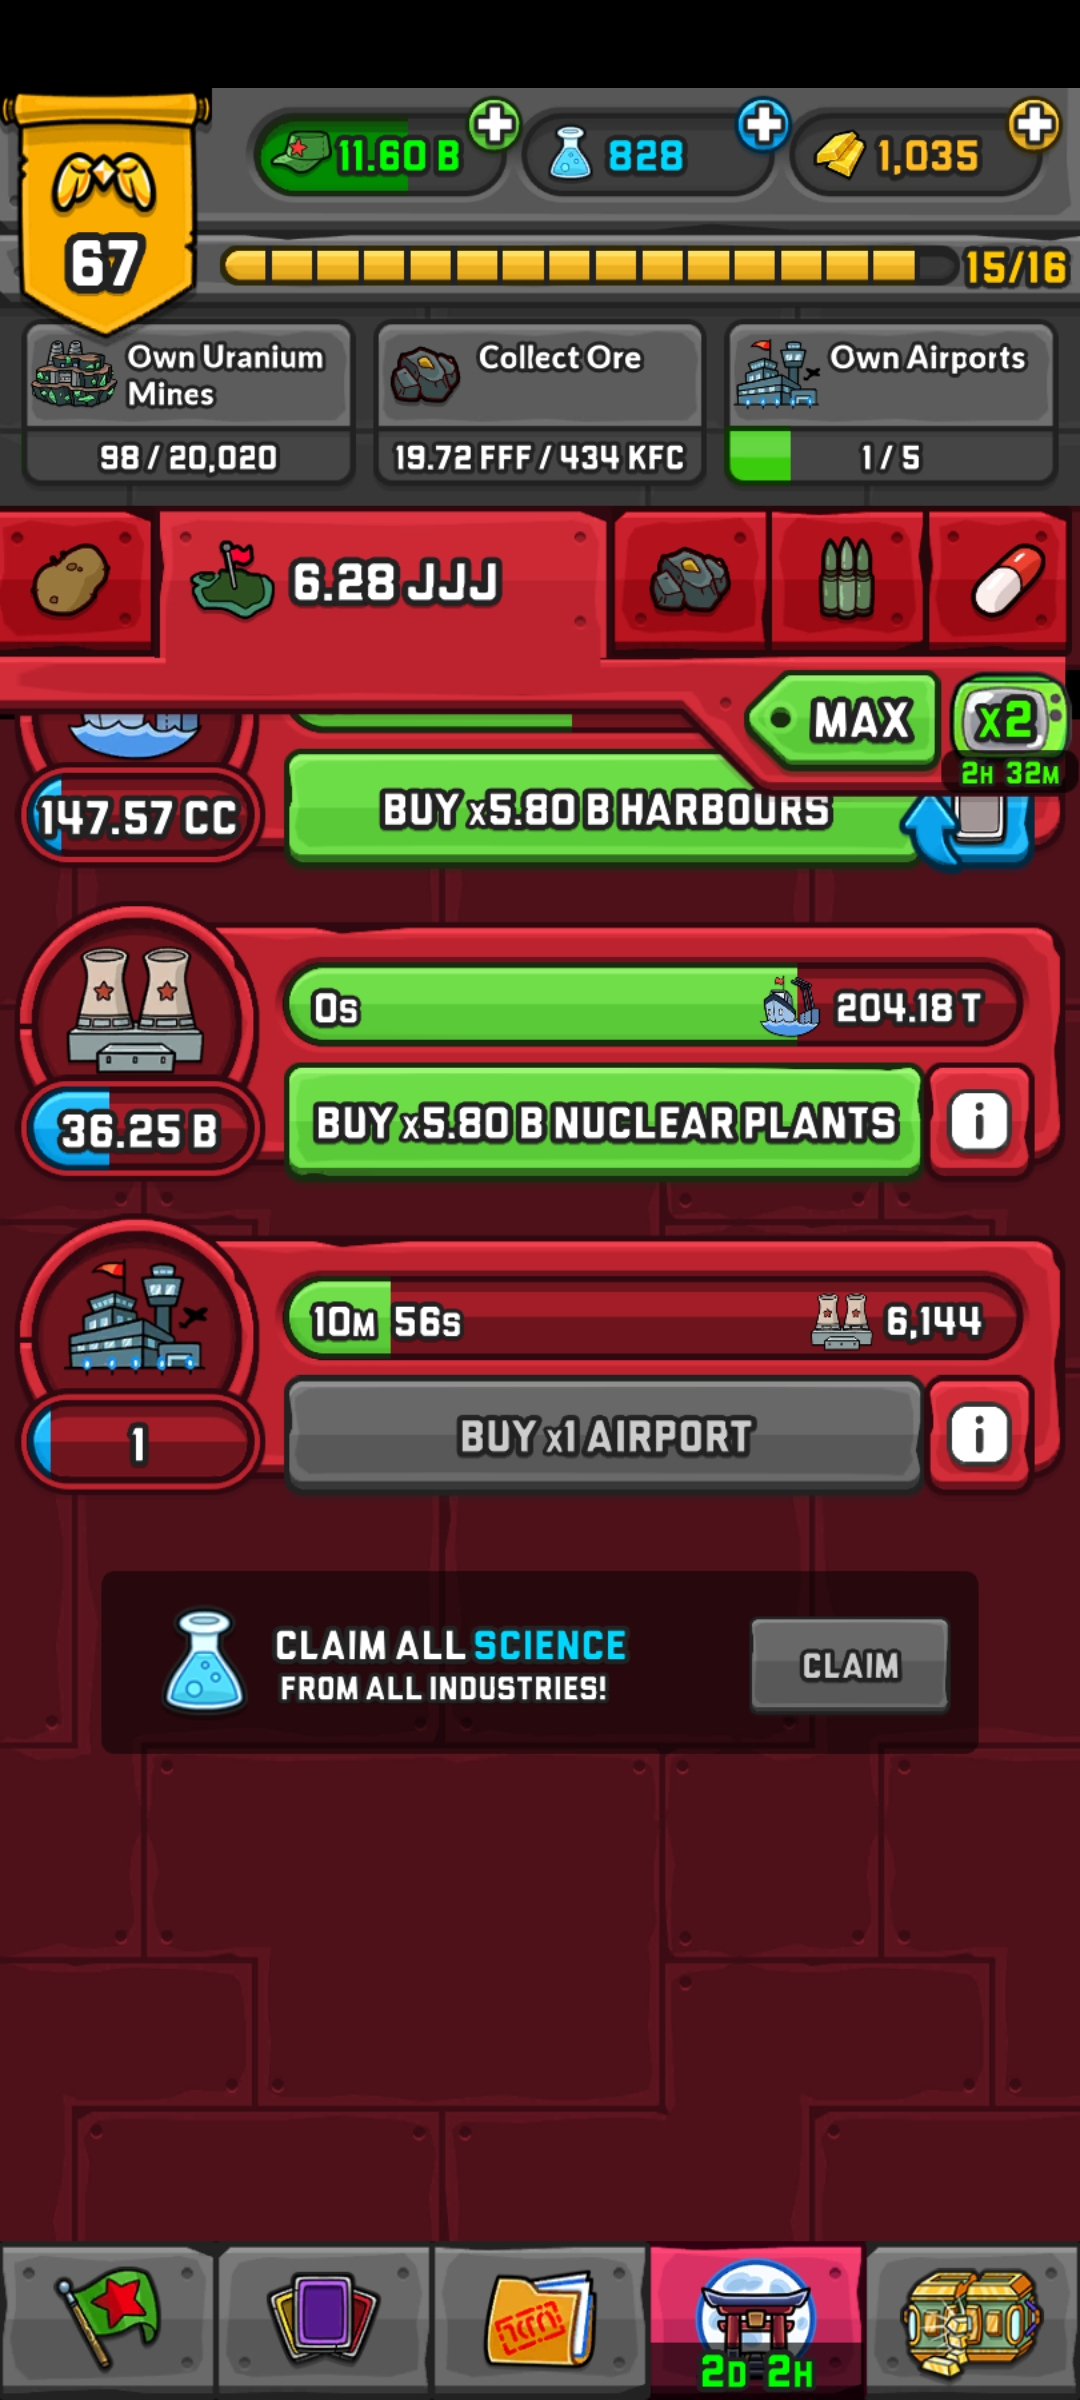 11.60 B
828
1,035
67
15/16
Own Uranium
Mines
98 / 20,020
Collect Ore
19.72 FFF / 434 KFC
Own Airports
1 / 5
6.28 JJJ
MAX
x2
2H 32M
147.57 CC
BUY x5.80 B HARBOURS
0s
204.18 T
36.25 B
BUY x5.80 B NUCLEAR PLANTS
i
10M 56s
6,144
1
BUY x1 AIRPORT
i
CLAIM ALL SCIENCE
FROM ALL INDUSTRIES!
CLAIM
2D 2H